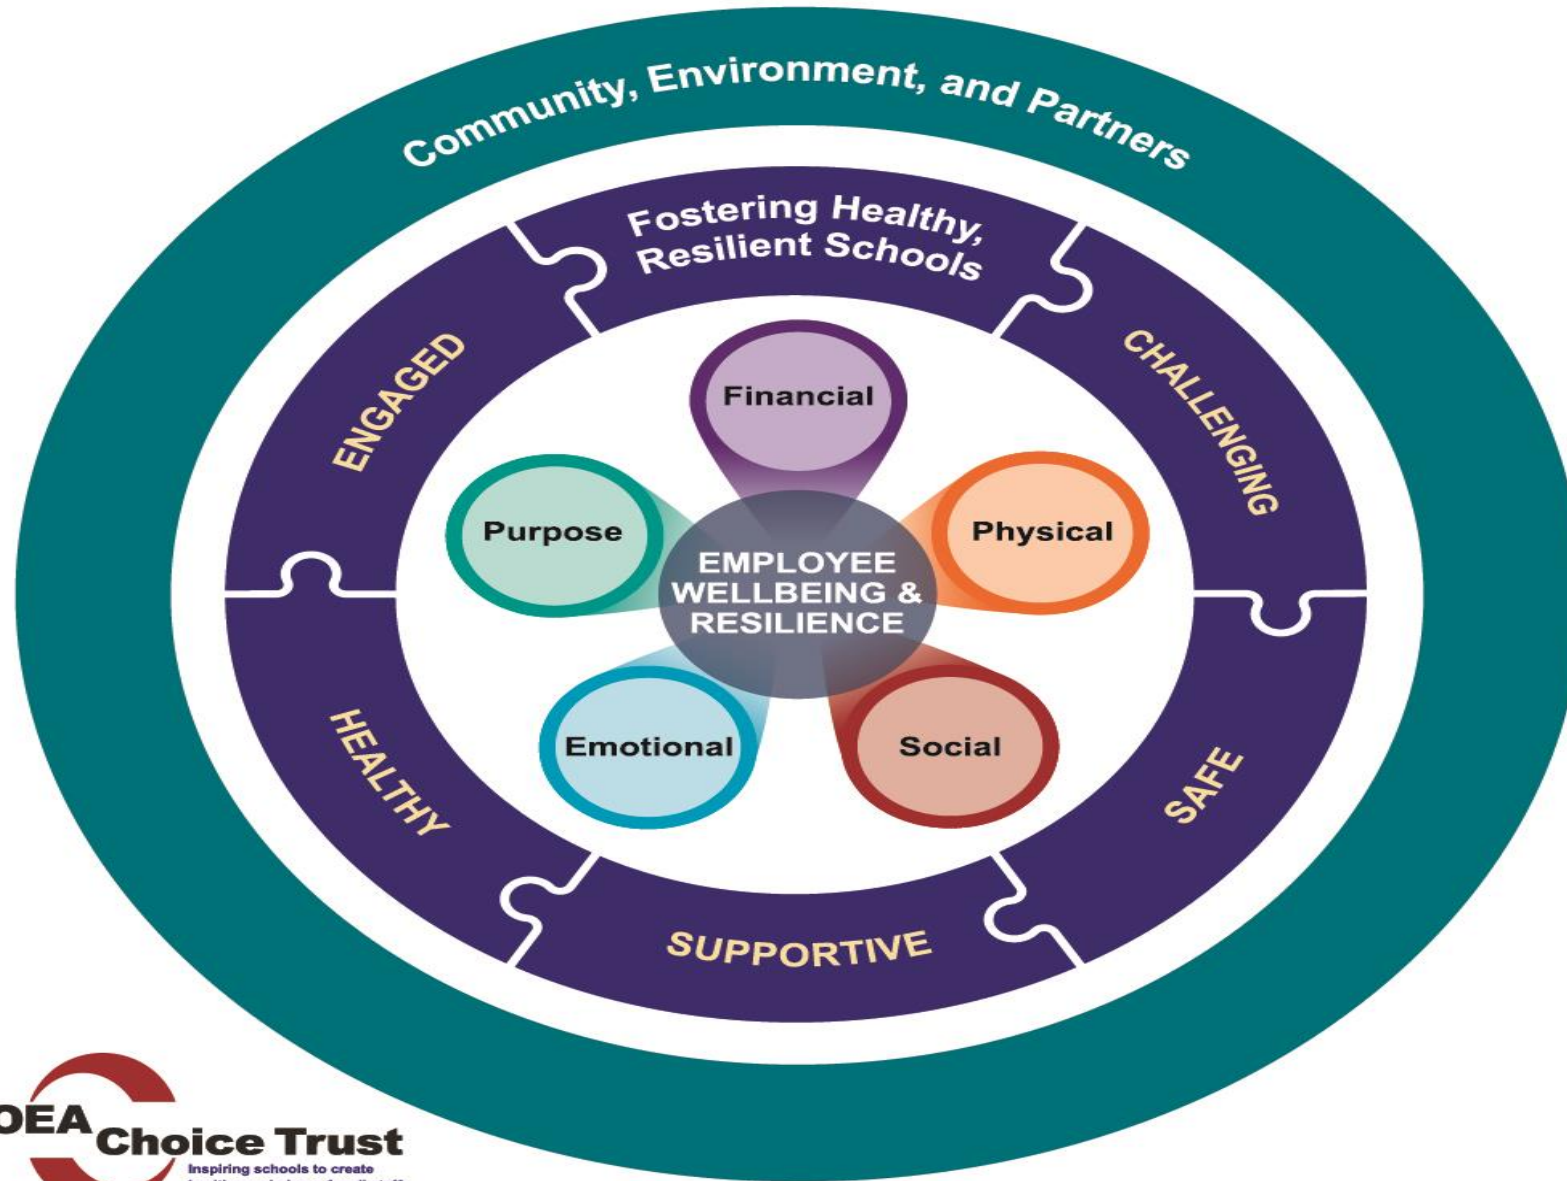 Community, Environment, and Partners
Fostering Healthy,
Resilient Schools
ENGAGED
CHALLENGING
Financial
Purpose
Physical
EMPLOYEE
WELLBEING &
RESILIENCE
Emotional
Social
HEALTHY
SAFE
SUPPORTIVE
OEA
Choice Trust
Inspiring schools to create